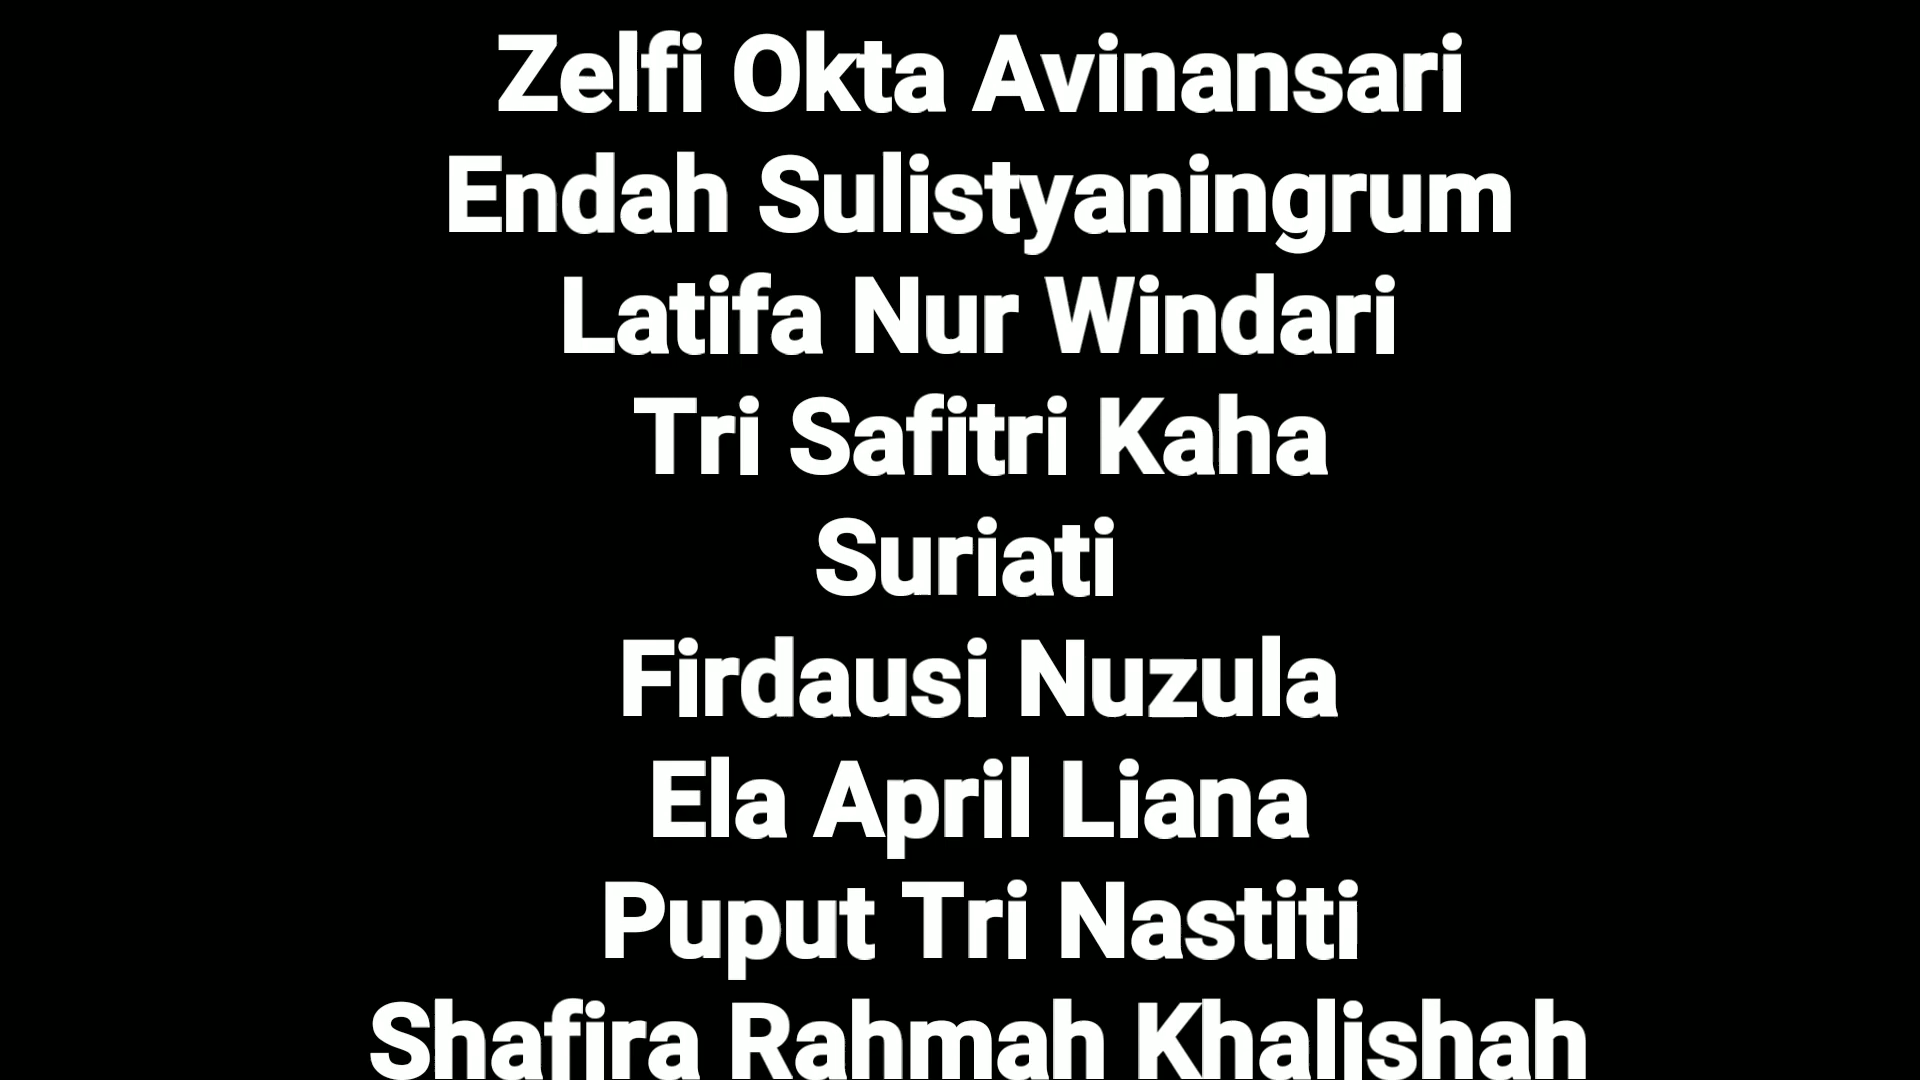 Zelfi Okta Avinansari
Endah Sulistyaningrum
Latifa Nur Windari
Tri Safitri Kaha
Suriati
Firdausi Nuzula
Ela April Liana
Puput Tri Nastiti
Shafira Rahmah Khalishah